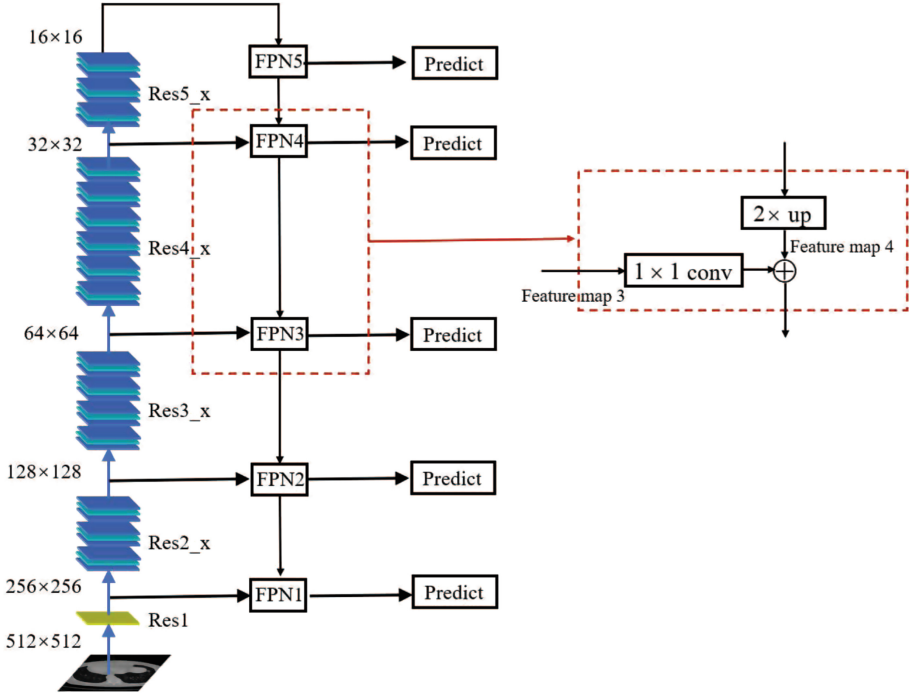 16×16
FPN5
Predict
Res5_x
32×32
FPN4
Predict
2× up
Res4_x
Feature map 4
1×1 conv
Feature map 3
64×64
FPN3
Predict
Res3_x
128×128
FPN2
Predict
Res2_x
256×256
FPN1
Predict
Res1
512×512